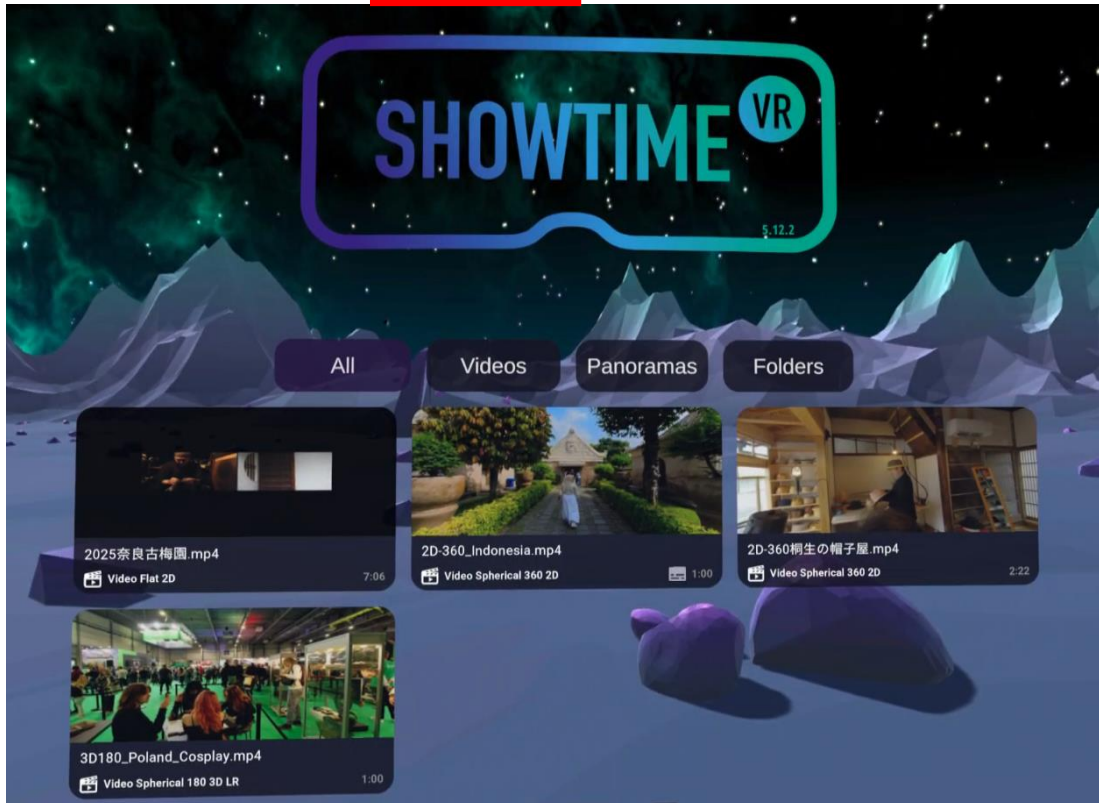 SHOWTIME VR
5.12.2
All Videos Panoramas Folders
2025奈良古梅園.mp4
Video Flat 2D 7:06
2D-360_Indonesia.mp4
Video Spherical 360 2D 1:00
2D-360桐生の帽子屋.mp4
Video Spherical 360 2D 2:22
3D180_Poland_Cosplay.mp4
Video Spherical 180 3D LR 1:00